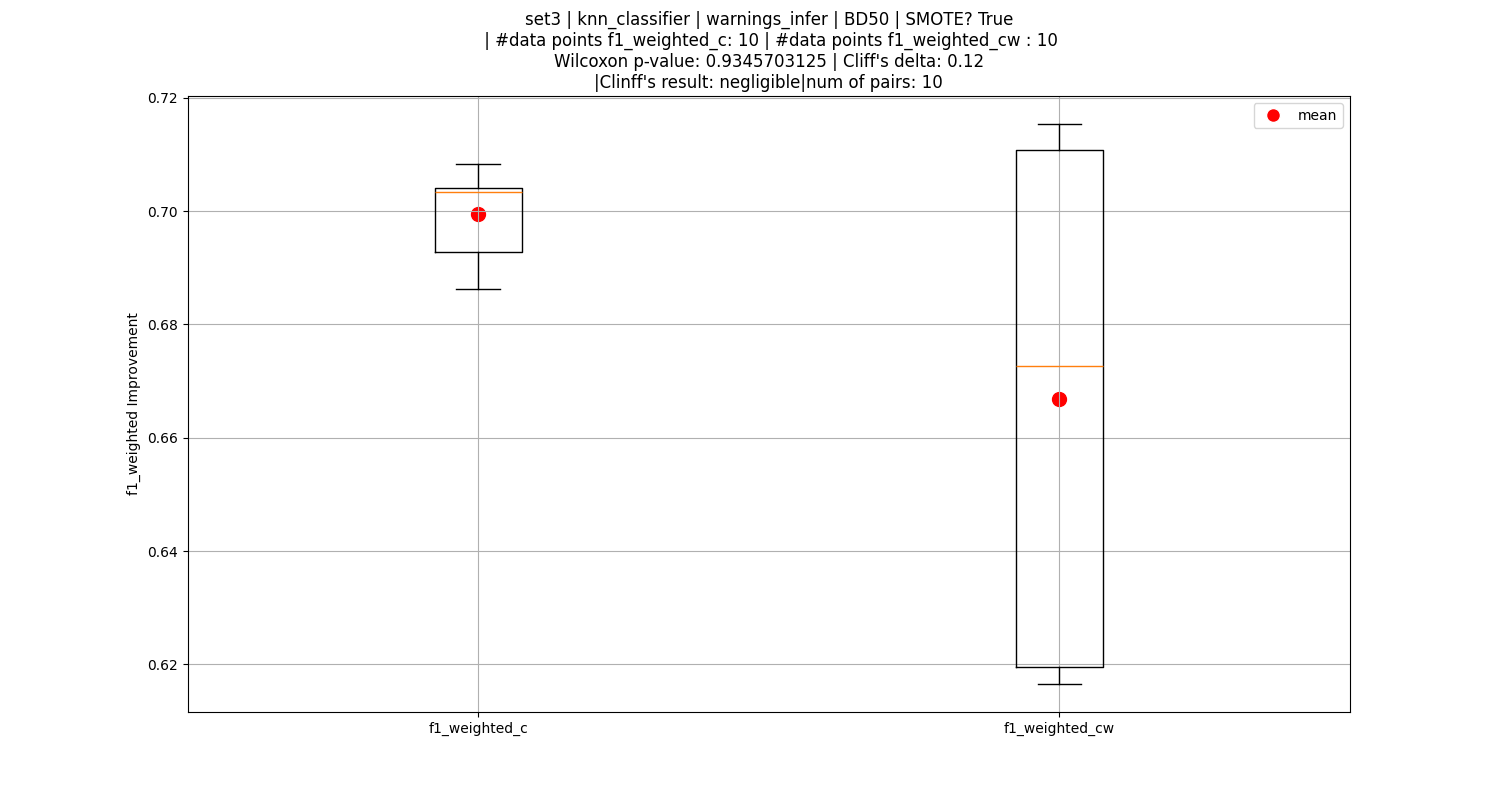 set3 | knn_classifier | warnings_infer | BD50 | SMOTE? True
| #data points f1_weighted_c: 10 | #data points f1_weighted_cw : 10
Wilcoxon p-value: 0.9345703125 | Cliff's delta: 0.12
|Clinff's result: negligible|num of pairs: 10
mean
f1_weighted Improvement
0.72
0.70
0.68
0.66
0.64
0.62
f1_weighted_c
f1_weighted_cw